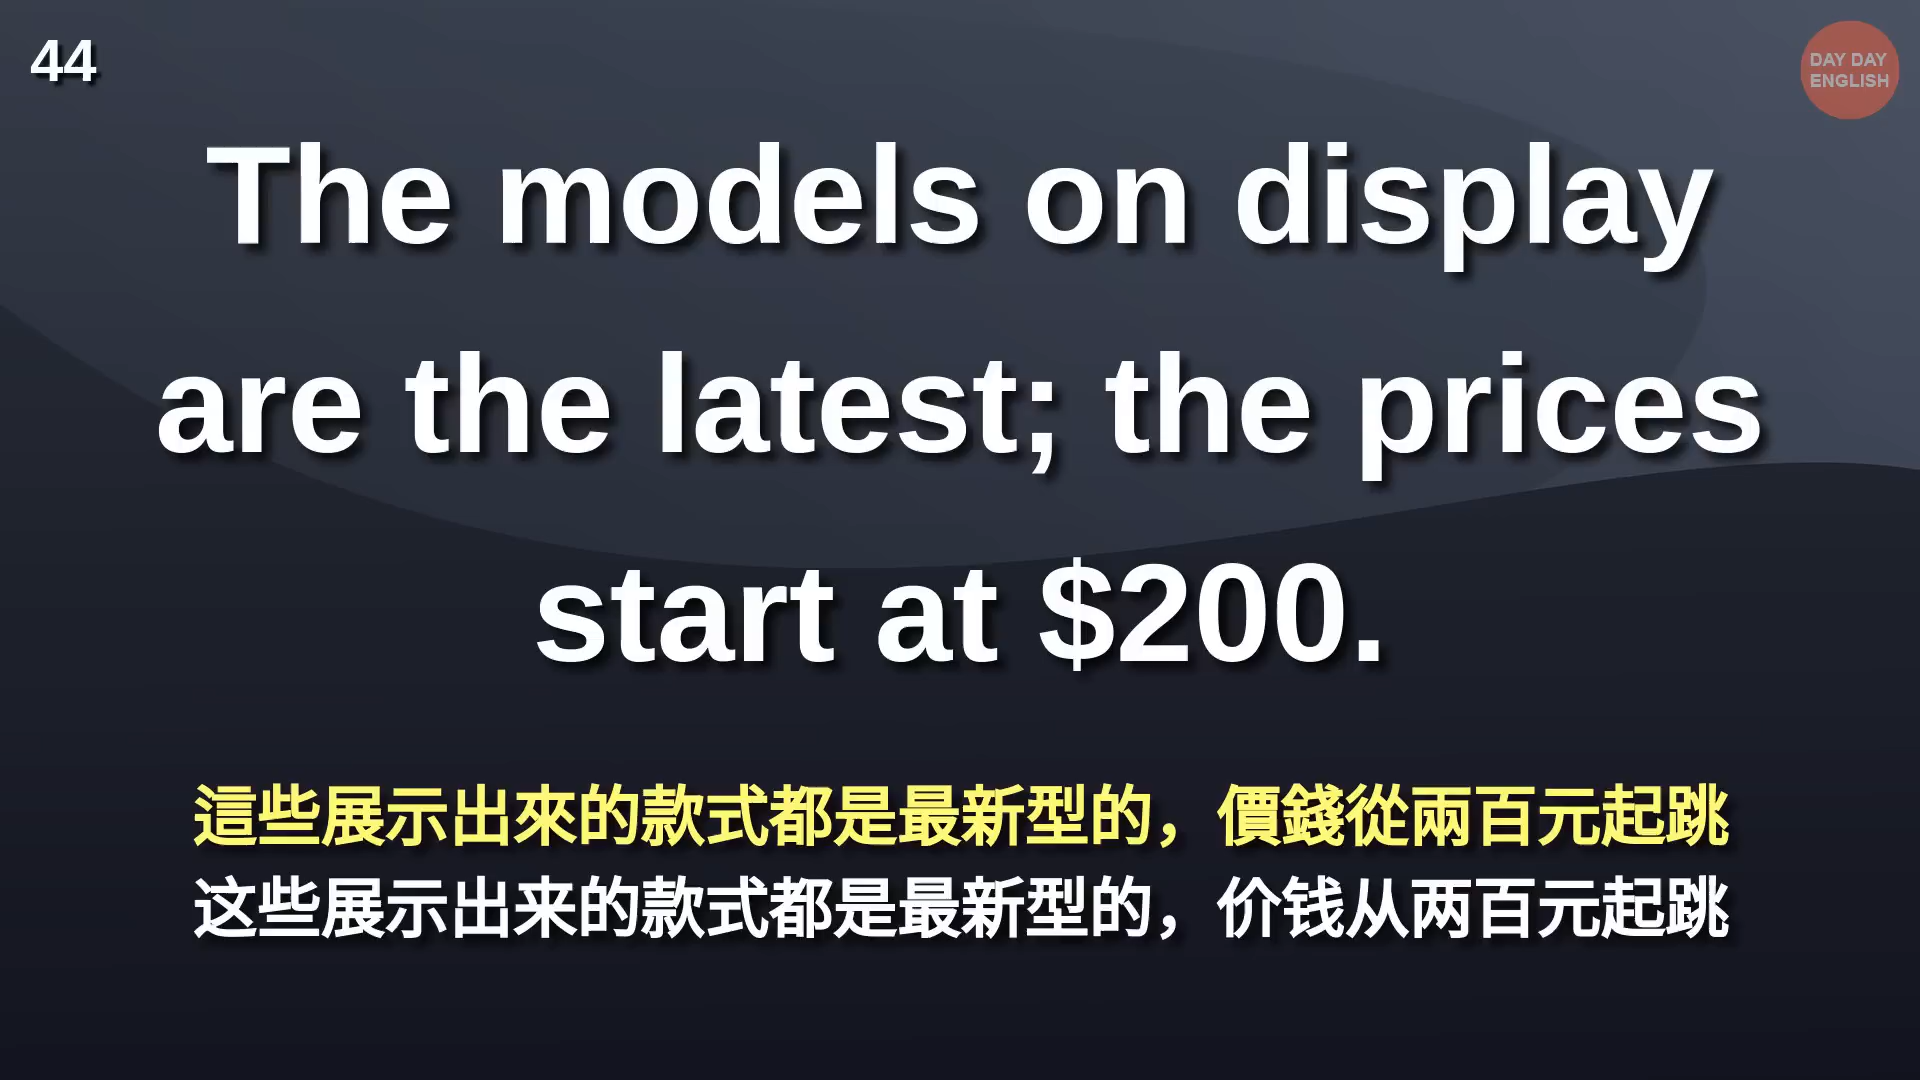 44
DAY DAY
ENGLISH
The models on display
are the latest; the prices
start at $200.
這些展示出來的款式都是最新型的，價錢從兩百元起跳
这些展示出来的款式都是最新型的，价钱从两百元起跳